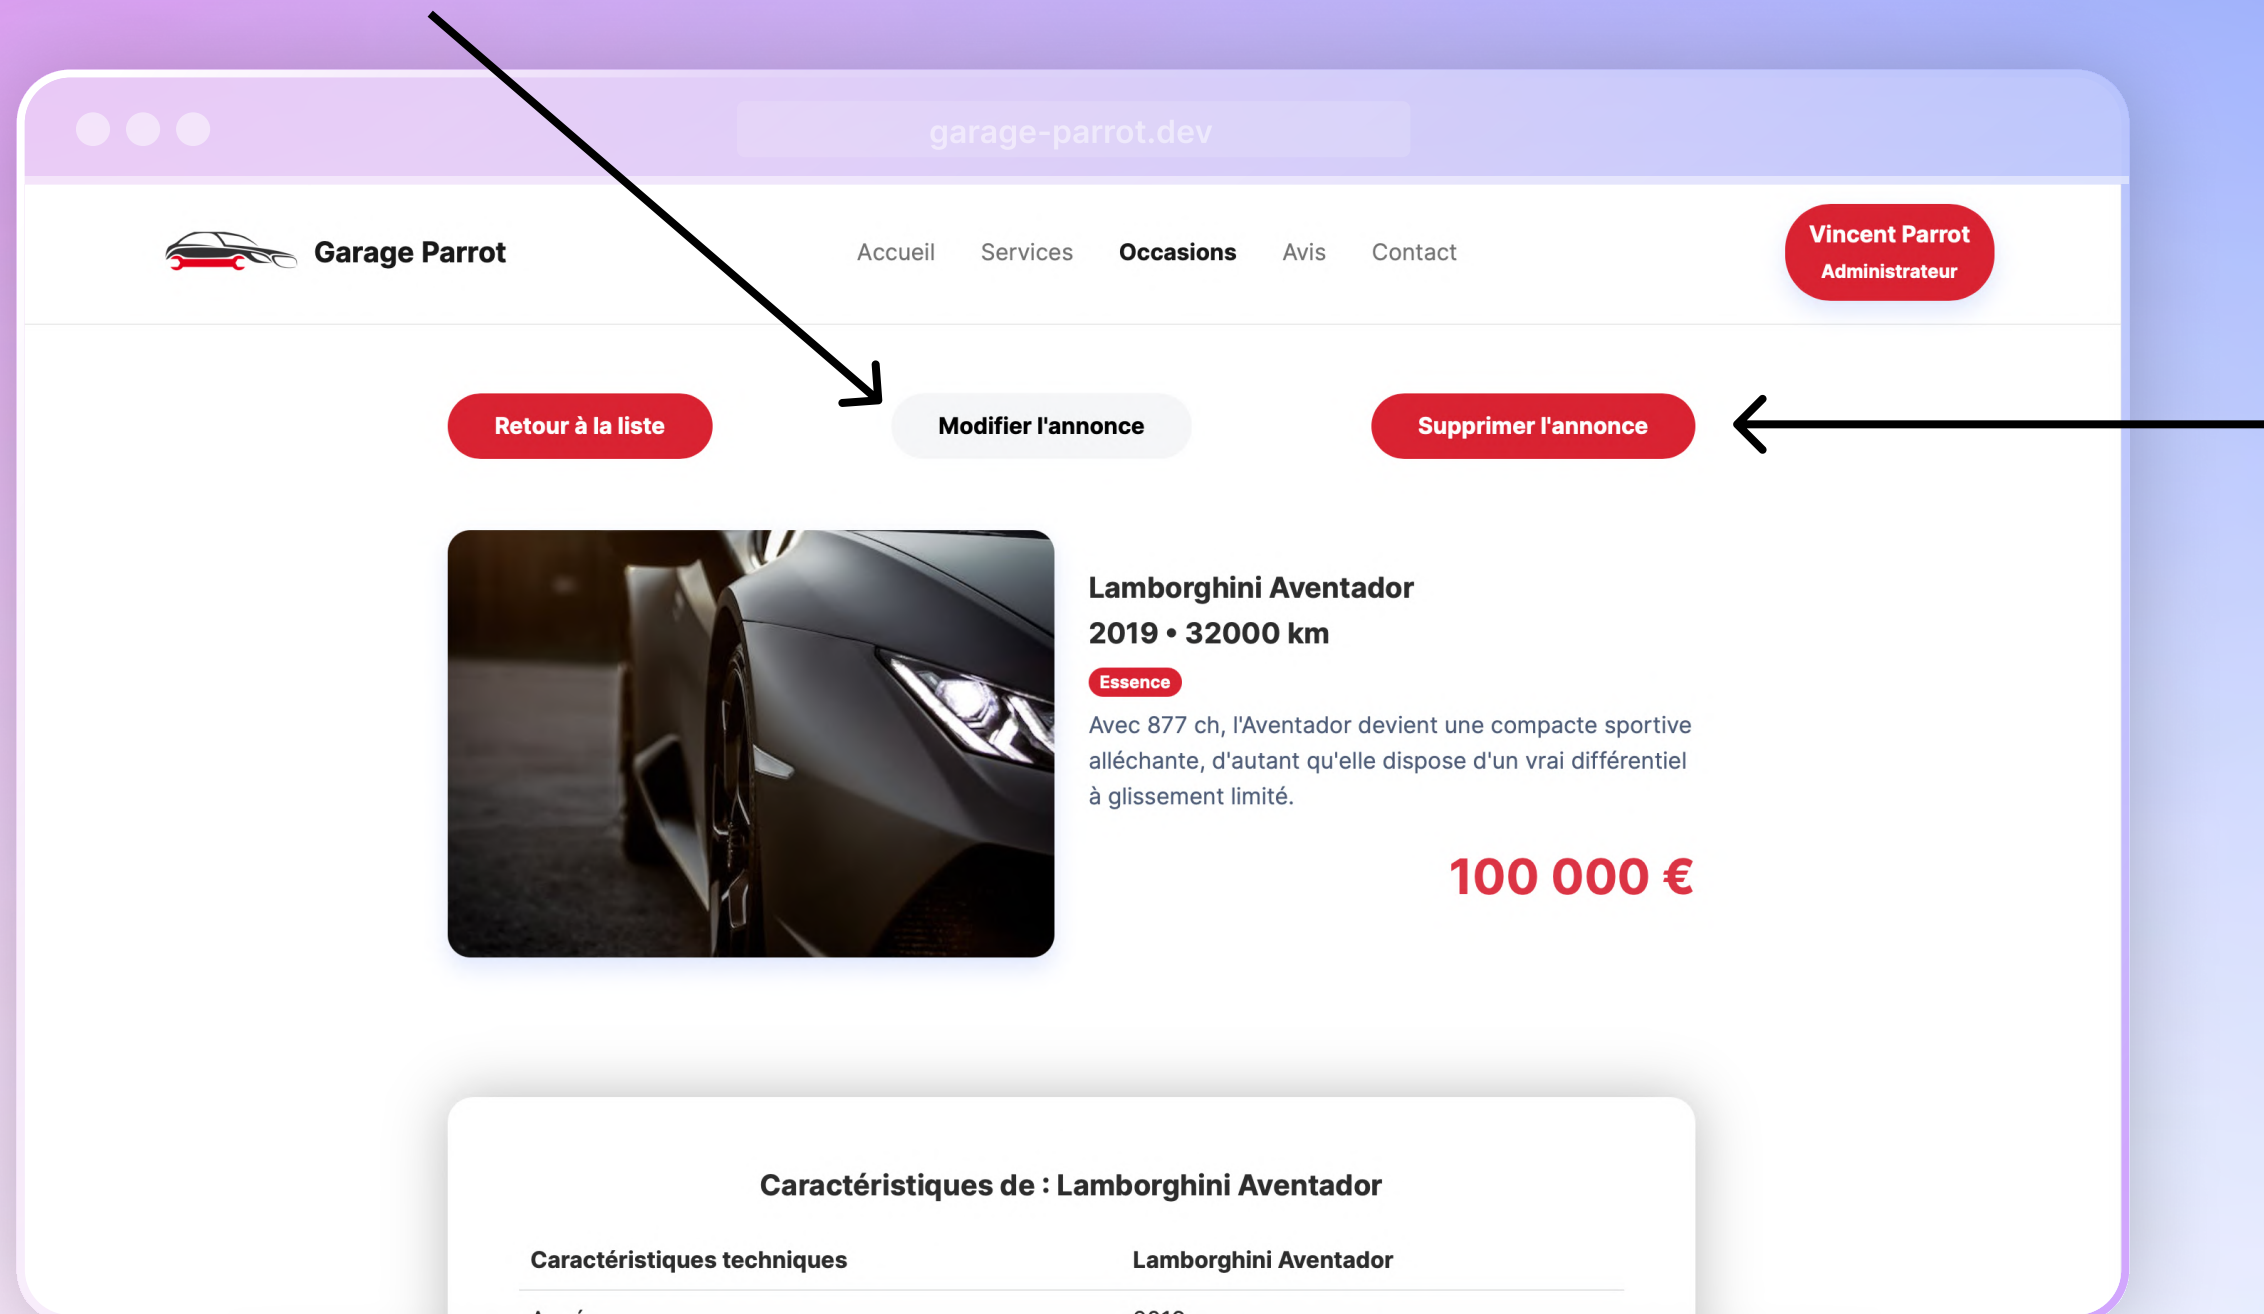 garage-parrot.dev
Garage Parrot
Accueil
Services
Occasions
Avis
Contact
Vincent Parrot
Administrateur
Retour à la liste
Modifier l'annonce
Supprimer l'annonce
Lamborghini Aventador
2019 • 32000 km
Essence
Avec 877 ch, l'Aventador devient une compacte sportive
alléchante, d'autant qu'elle dispose d'un vrai différentiel
à glissement limité.
100 000 €
Caractéristiques de : Lamborghini Aventador
Caractéristiques techniques
Lamborghini Aventador